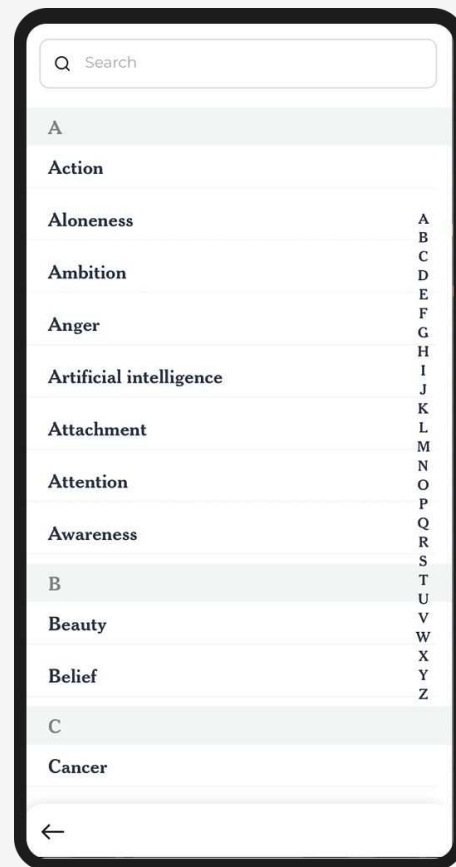 Search
A
Action
Aloneness
Ambition
Anger
Artificial intelligence
Attachment
Attention
Awareness
B
Beauty
Belief
C
Cancer
A
B
C
D
E
F
G
H
I
J
K
L
M
N
O
P
Q
R
S
T
U
V
W
X
Y
Z